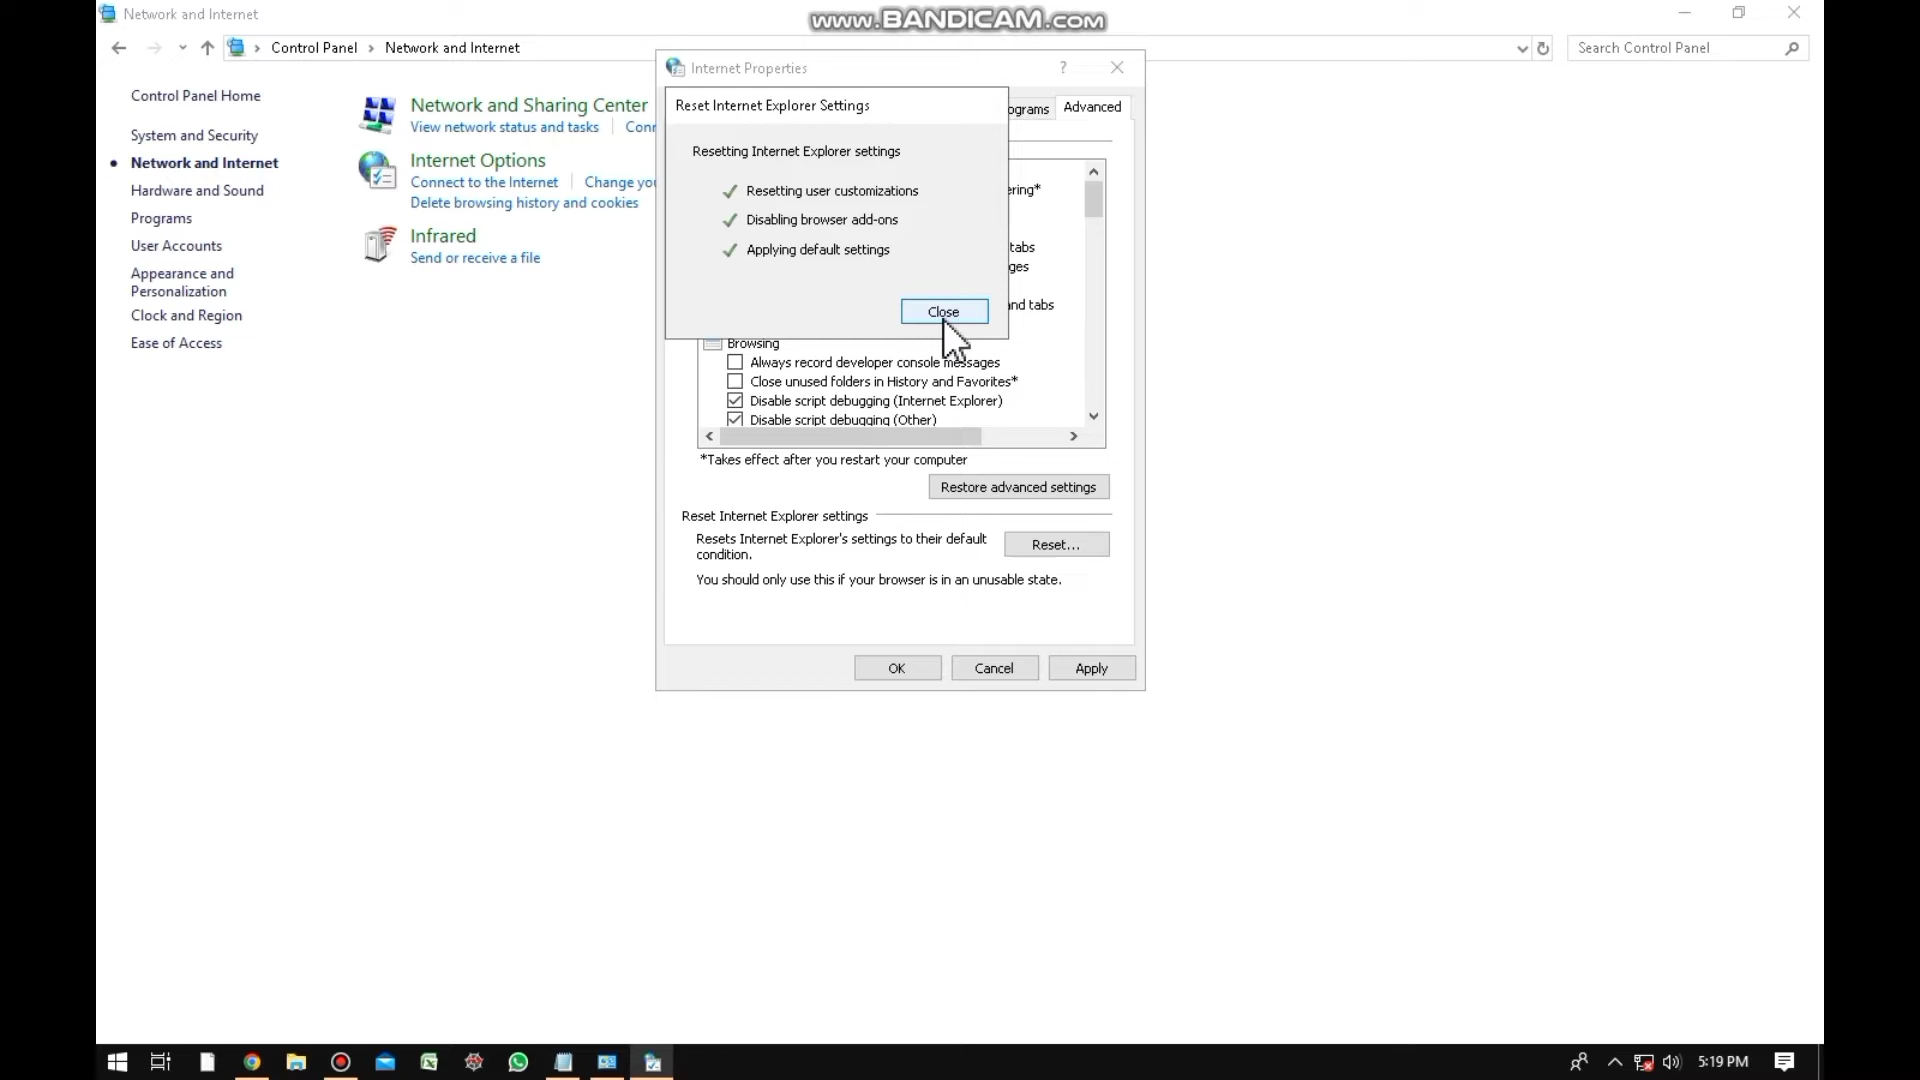 Network and Internet
www.BANDICAM.com
Control Panel
Network and Internet
Search Control Panel
Control Panel Home
System and Security
Network and Internet
Hardware and Sound
Programs
User Accounts
Appearance and
Personalization
Clock and Region
Ease of Access
Network and Sharing Center
View network status and tasks
Conn
Internet Options
Connect to the Internet
Change you
Delete browsing history and cookies
Infrared
Send or receive a file
Internet Properties
?
ograms
Advanced
Reset Internet Explorer Settings
Resetting Internet Explorer settings
Resetting user customizations
Disabling browser add-ons
Applying default settings
Close
ering*
tabs
ges
nd tabs
Browsing
Always record developer console messages
Close unused folders in History and Favorites*
Disable script debugging (Internet Explorer)
Disable script debugging (Other)
*Takes effect after you restart your computer
Restore advanced settings
Reset Internet Explorer settings
Resets Internet Explorer's settings to their default
condition.
Reset...
You should only use this if your browser is in an unusable state.
OK
Cancel
Apply
5:19 PM